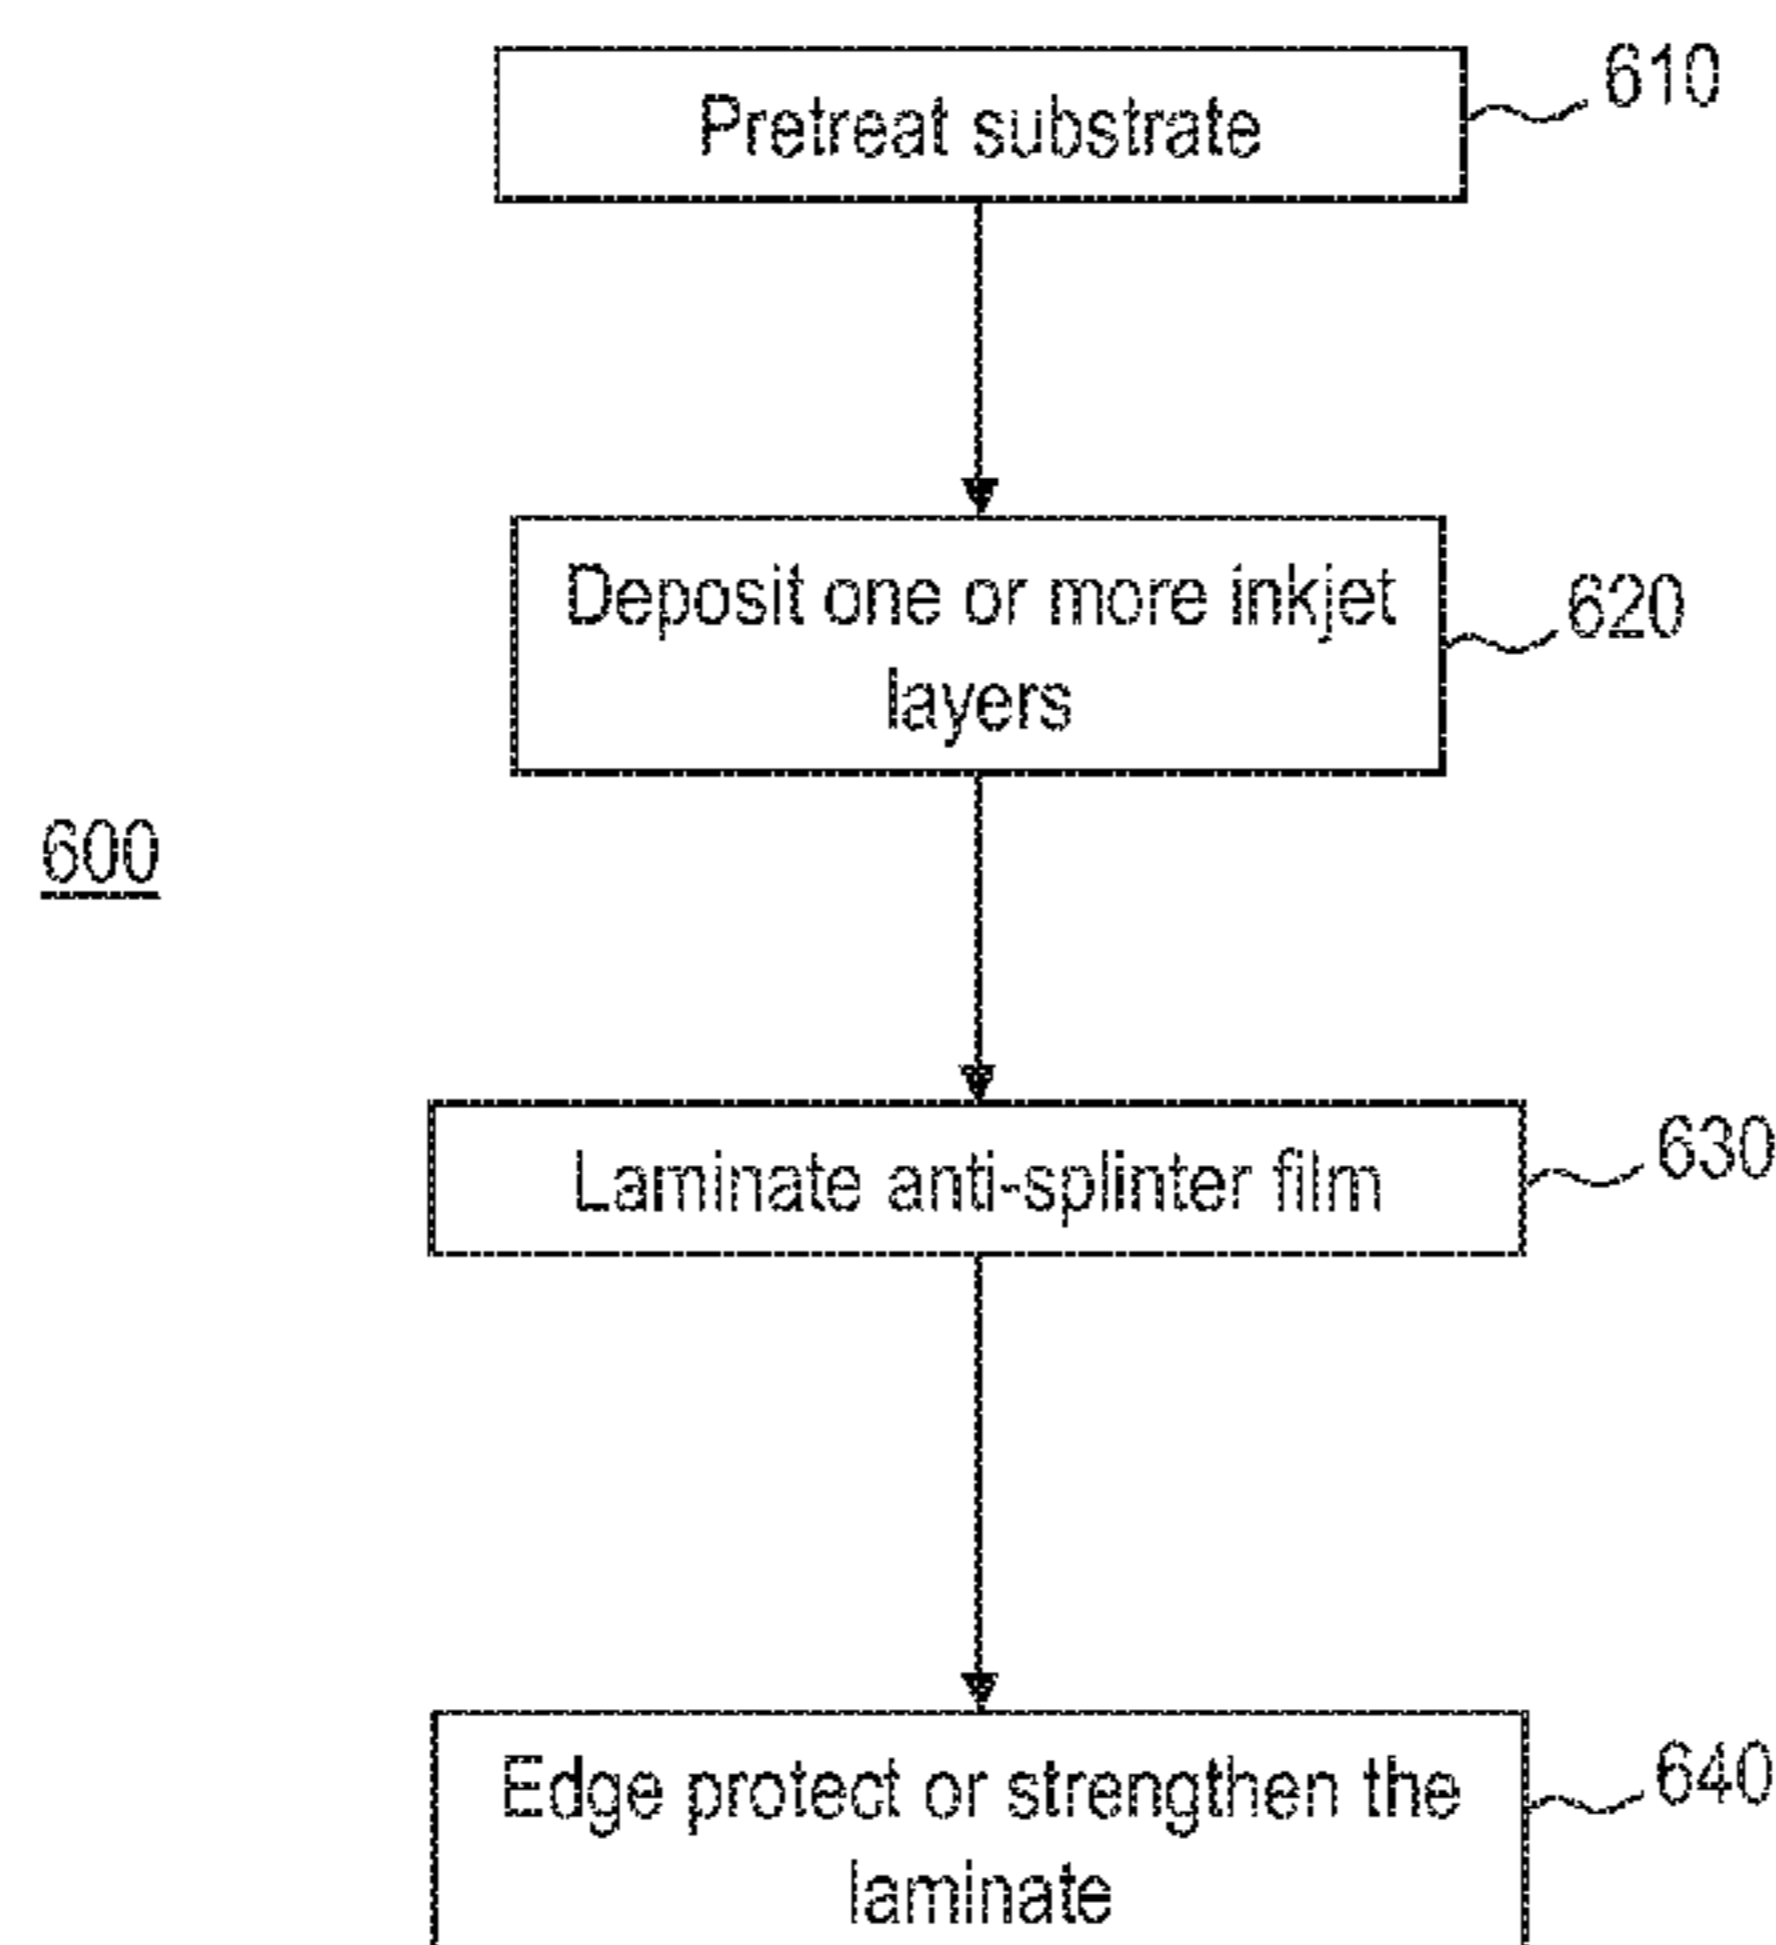 Pretreat substrate
610
Deposit one or more inkjet
layers
620
600
Laminate anti-splinter film
630
Edge protect or strengthen the
laminate
640